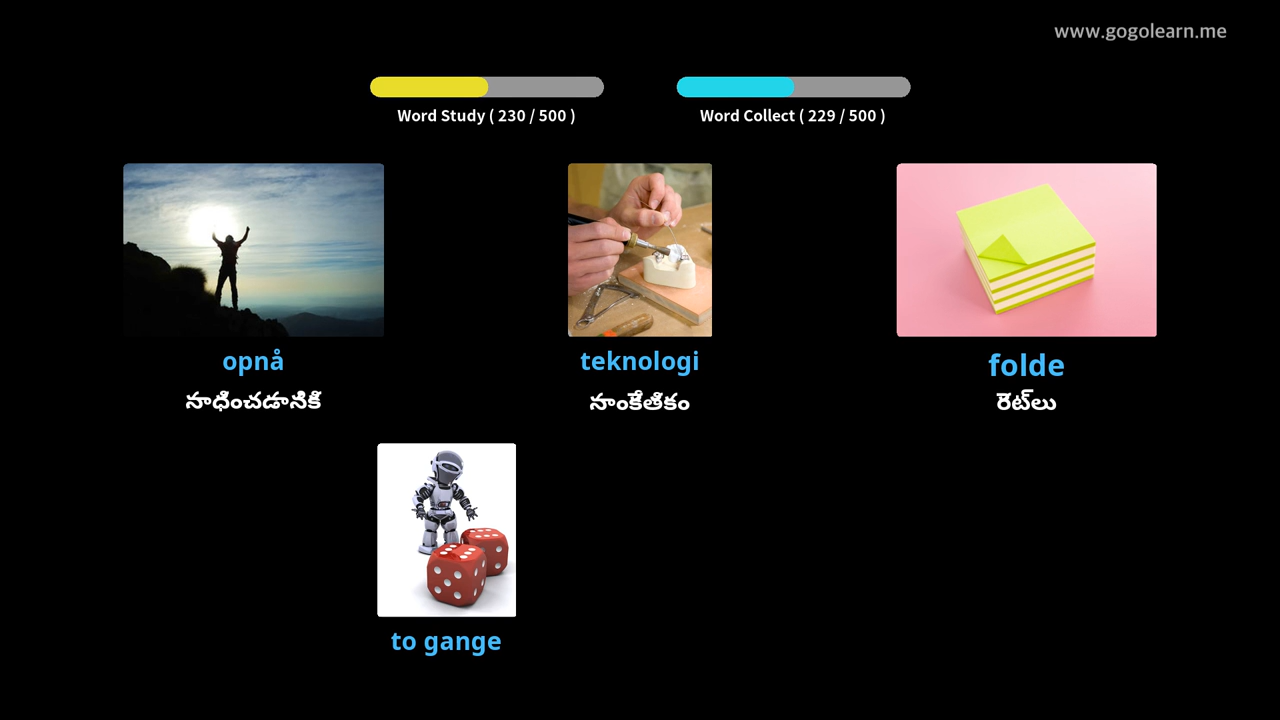 www.gogolearn.me
Word Study ( 230 / 500 )
Word Collect ( 229 / 500 )
opnå
teknologi
folde
సాధించడానికి
సాంకేతికం
రెట్‌లు
to gange